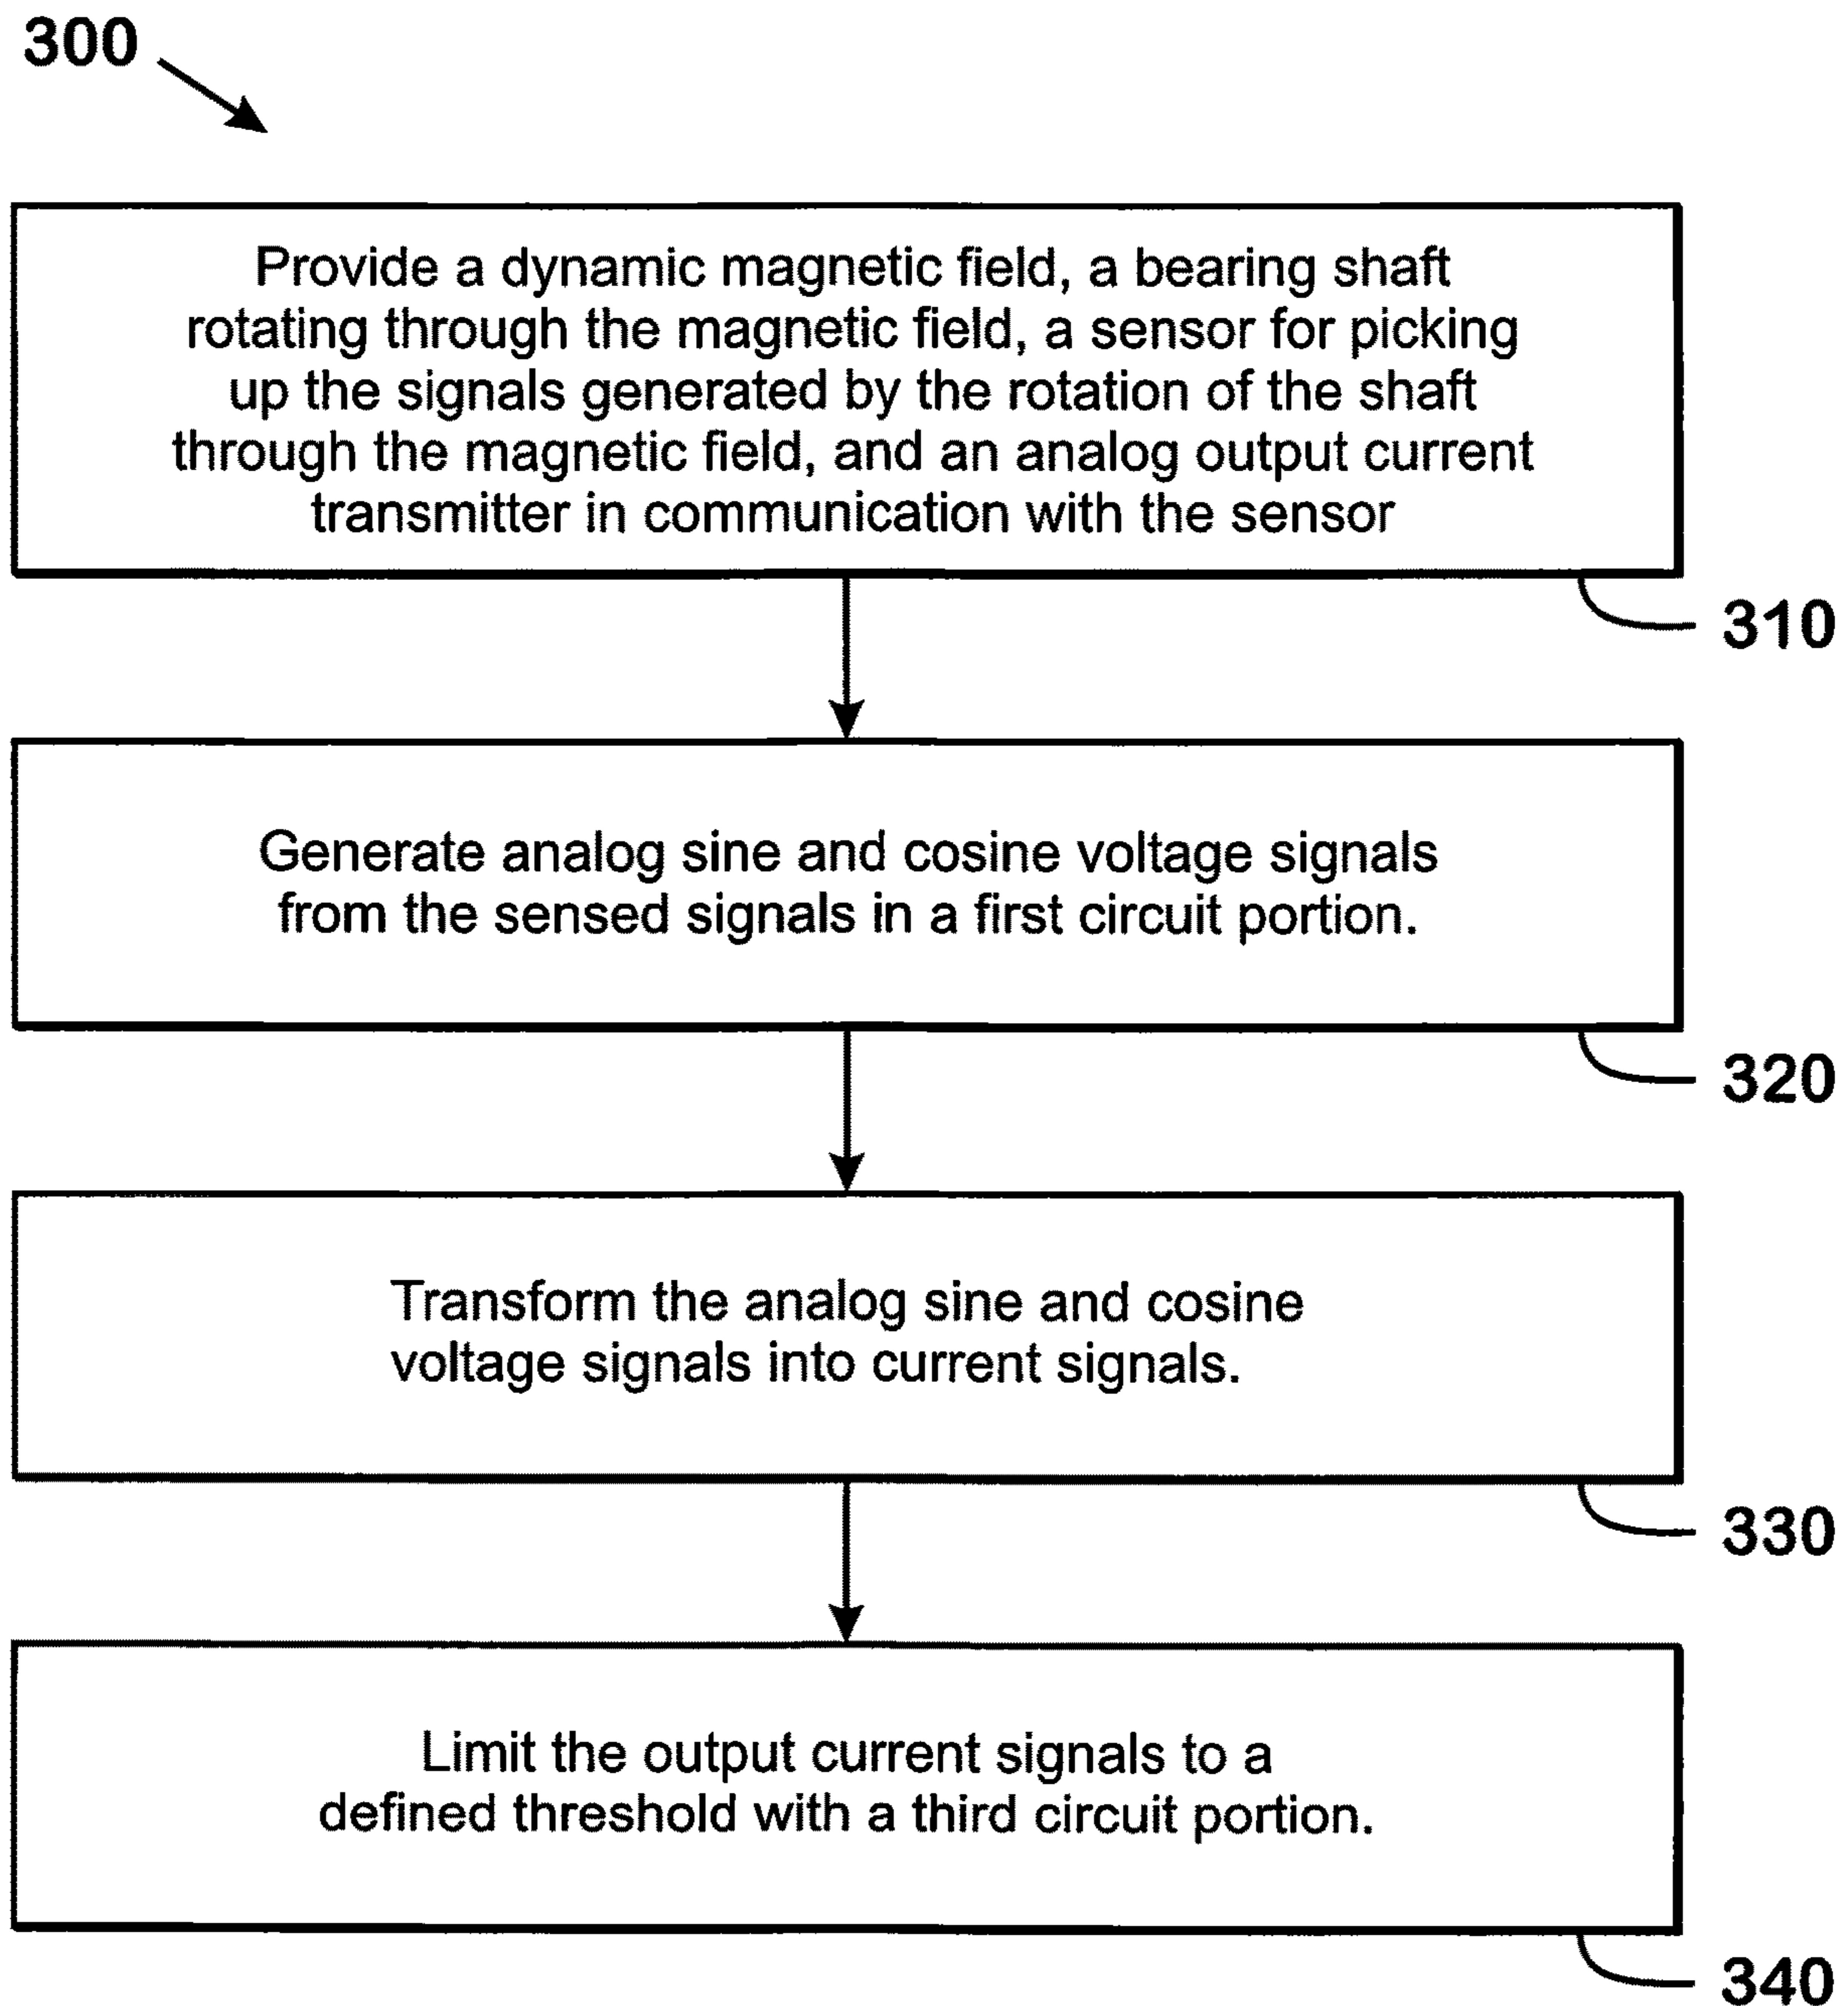 300
Provide a dynamic magnetic field, a bearing shaft
rotating through the magnetic field, a sensor for picking
up the signals generated by the rotation of the shaft
through the magnetic field, and an analog output current
transmitter in communication with the sensor
310
Generate analog sine and cosine voltage signals
from the sensed signals in a first circuit portion.
320
Transform the analog sine and cosine
voltage signals into current signals.
330
Limit the output current signals to a
defined threshold with a third circuit portion.
340